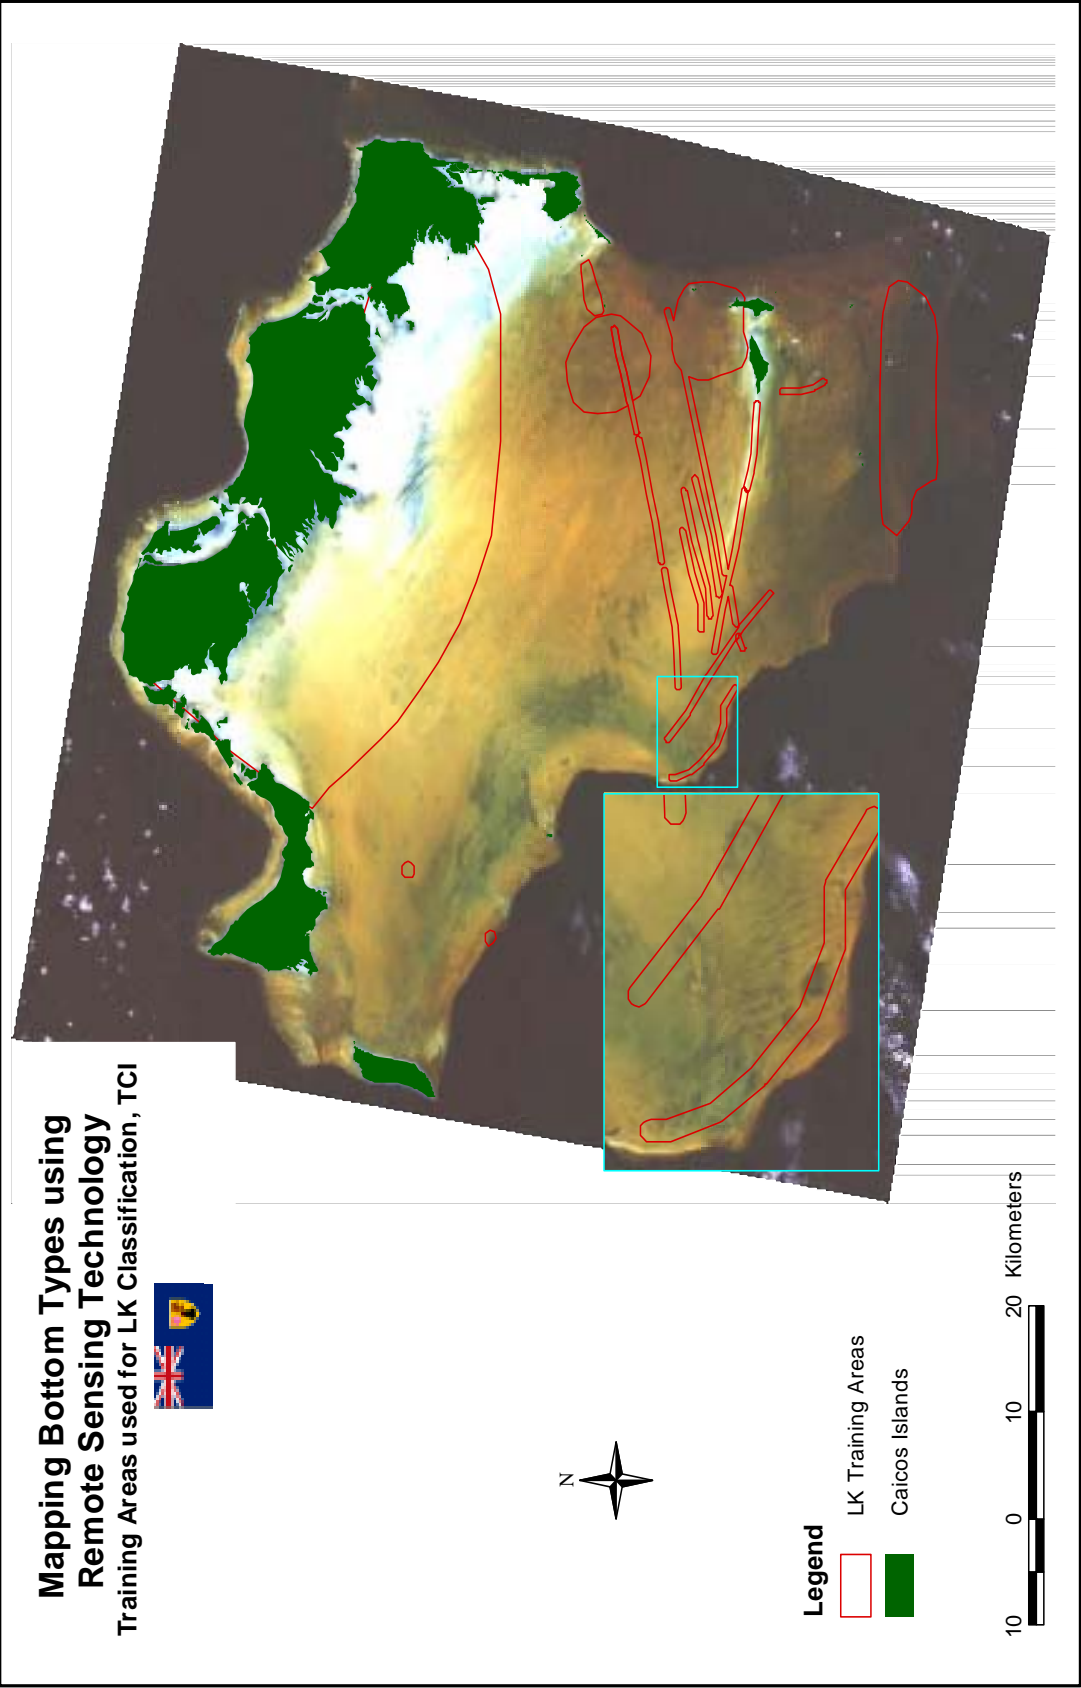 Mapping Bottom Types using
Remote Sensing Technology
Training Areas used for LK Classification, TCI
N
Legend
LK Training Areas
Caicos Islands
10 0 10 20 Kilometers